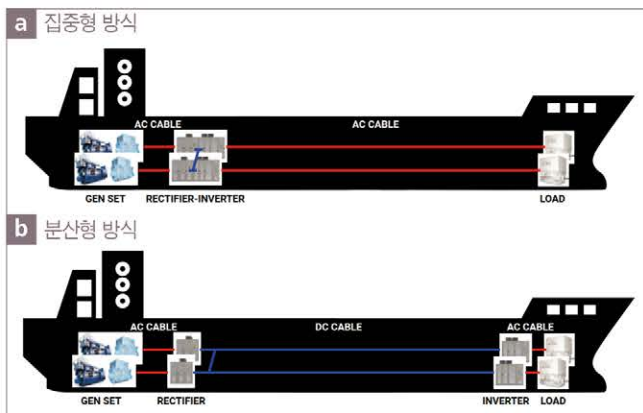 a 집중형 방식
AC CABLE AC CABLE
GEN SET RECTIFIER-INVERTER LOAD
b 분산형 방식
AC CABLE DC CABLE AC CABLE
GEN SET RECTIFIER INVERTER LOAD